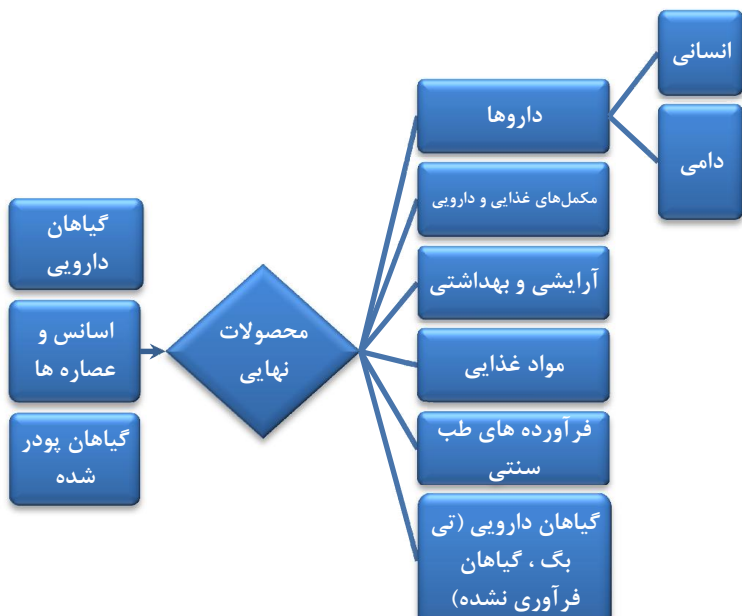 انسانی
دامی
داروها
مکمل‌های غذایی و دارویی
آرایشی و بهداشتی
مواد غذایی
فرآورده های طب
سنتی
گیاهان دارویی (تی
بگ ، گیاهان
فرآوری نشده)
محصولات
نهایی
گیاهان
دارویی
اسانس و
عصاره ها
گیاهان پودر
شده